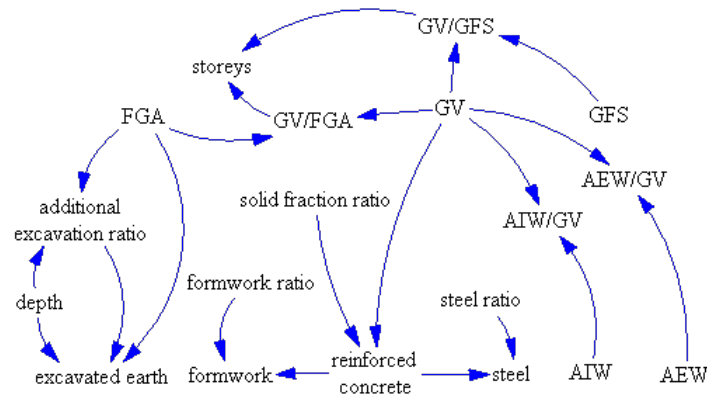 GV/GFS
storeys
FGA
GV/FGA
GV
GFS
AEW/GV
additional
excavation ratio
solid fraction ratio
AIW/GV
formwork ratio
depth
steel ratio
excavated earth
formwork
reinforced
concrete
steel
AIW
AEW